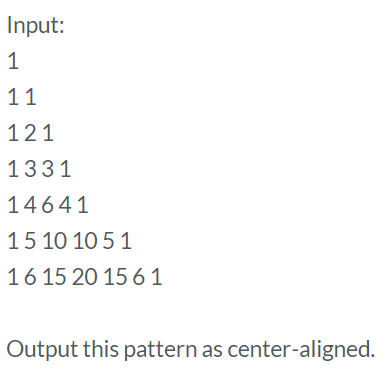 Input:
1
1 1
1 2 1
1 3 3 1
1 4 6 4 1
1 5 10 10 5 1
1 6 15 20 15 6 1
Output this pattern as center-aligned.